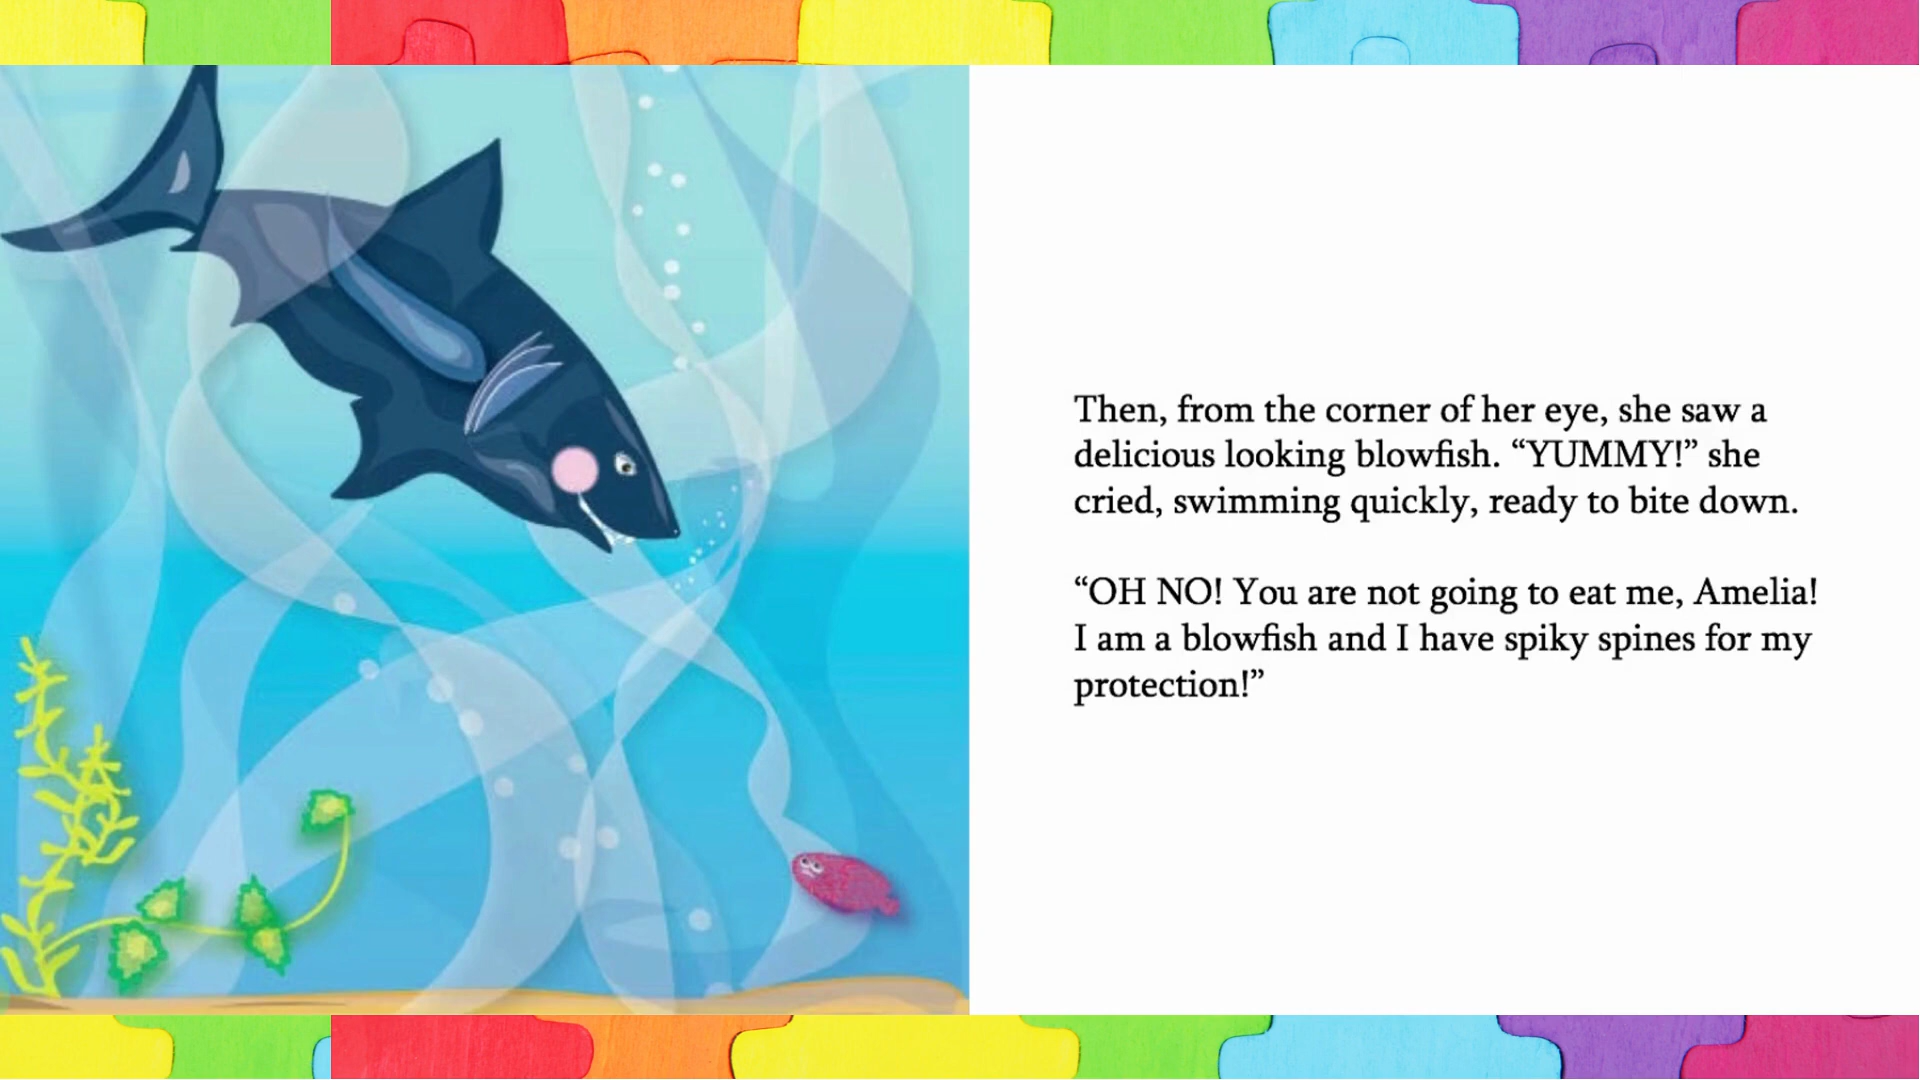 Then, from the corner of her eye, she saw a
delicious looking blowfish. “YUMMY!” she
cried, swimming quickly, ready to bite down.
“OH NO! You are not going to eat me, Amelia!
I am a blowfish and I have spiky spines for my
protection!”